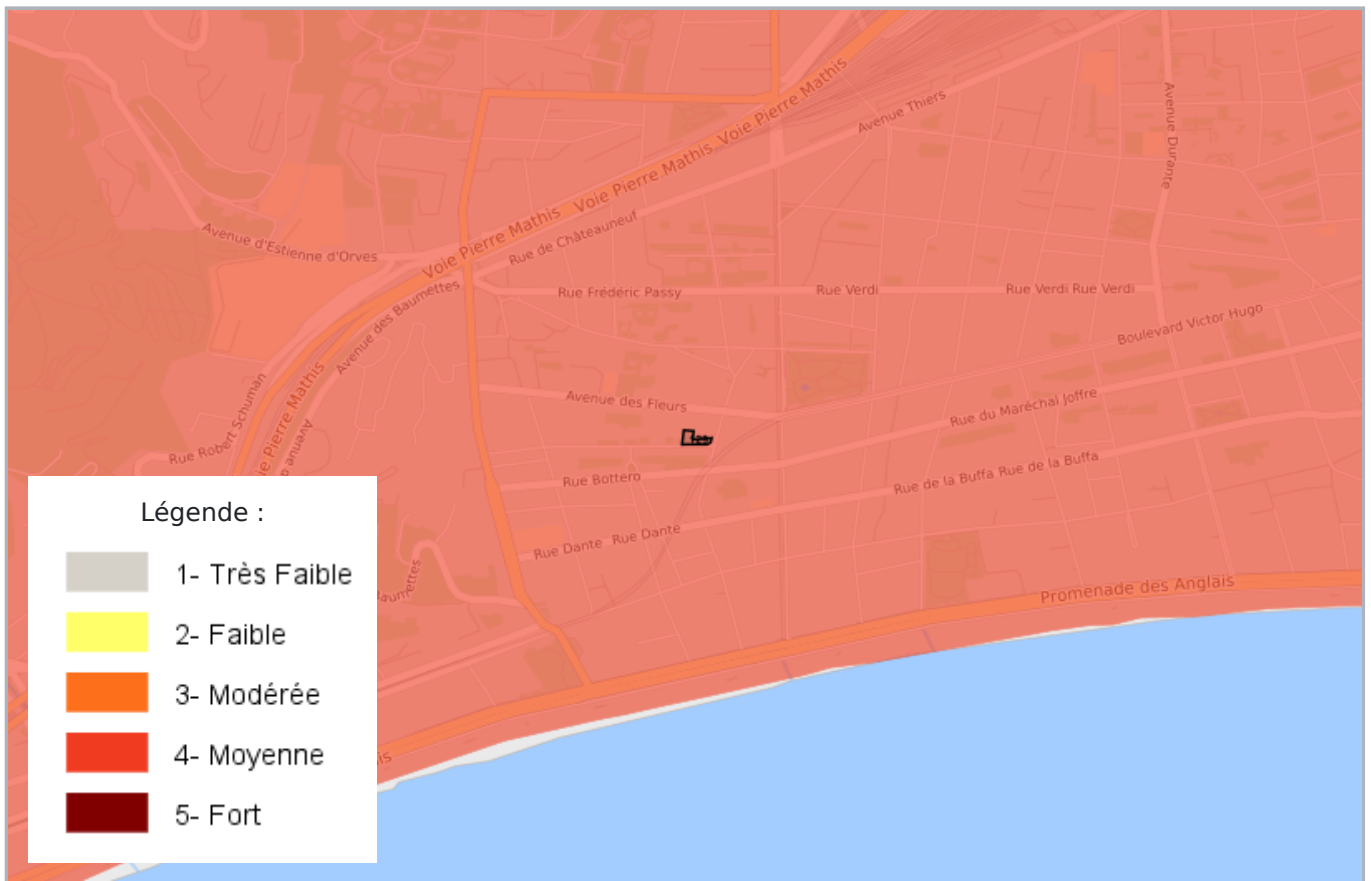 Voie Pierre Mathis
Avenue Thiers
Avenue Durante
Voie Pierre Mathis
Voie Pierre Mathis
Rue de Châteauneuf
Avenue d'Estienne d'Orves
Voie Pierre Mathis
Avenue des Baumettes
Rue Frédéric Passy
Rue Verdi
Rue Verdi Rue Verdi
Boulevard Victor Hugo
Rue Robert Schuman
ie Pierre Mathis
Avenue d
Avenue des Fleurs
Rue du Maréchal Joffre
Rue Bottero
Rue de la Buffa Rue de la Buffa
Rue Dante Rue Dante
Baumettes
Promenade des Anglais
is
Légende :
1- Très Faible
2- Faible
3- Modérée
4- Moyenne
5- Fort